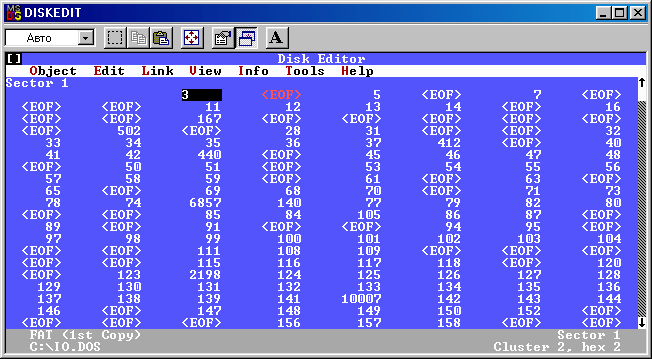 DISKEDIT
Авто
A
Disk Editor
Object Edit Link View Info Tools Help
Sector 1
3 <EOF> 5 <EOF> 7 <EOF>
<EOF> <EOF> 11 12 13 14 <EOF> 16
<EOF> <EOF> 167 <EOF> <EOF> <EOF> <EOF> <EOF>
<EOF> 502 <EOF> 28 31 <EOF> <EOF> 32
33 34 35 36 37 412 <EOF> 40
41 42 440 <EOF> 45 46 47 48
<EOF> 50 51 <EOF> 53 54 55 56
57 58 59 <EOF> 61 <EOF> 63 <EOF>
65 <EOF> 69 68 70 <EOF> 71 73
78 74 6857 140 77 79 82 80
<EOF> <EOF> 85 84 105 86 87 <EOF>
89 <EOF> 91 <EOF> <EOF> 94 95 <EOF>
97 98 99 100 101 102 103 104
<EOF> <EOF> 111 108 109 <EOF> <EOF> <EOF>
<EOF> <EOF> 115 116 117 118 <EOF> 120
<EOF> 123 2198 124 125 126 127 128
129 130 131 132 133 134 135 136
137 138 139 141 10007 142 143 144
146 <EOF> 147 148 149 150 152 <EOF>
<EOF> <EOF> <EOF> 156 157 158 <EOF> <EOF>
FAT (1st Copy) Sector 1
C:\IO.DOS Cluster 2, hex 2